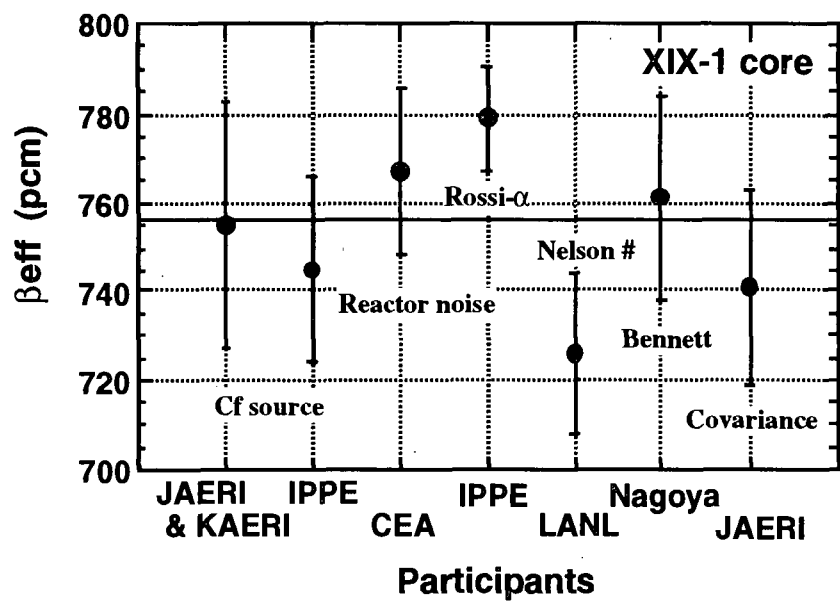 800
780
760
740
720
700
βeff (pcm)
XIX-1 core
Rossi-α
Nelson #
Reactor noise
Bennett
Cf source
Covariance
JAERI
& KAERI
IPPE
CEA
IPPE
LANL
Nagoya
JAERI
Participants